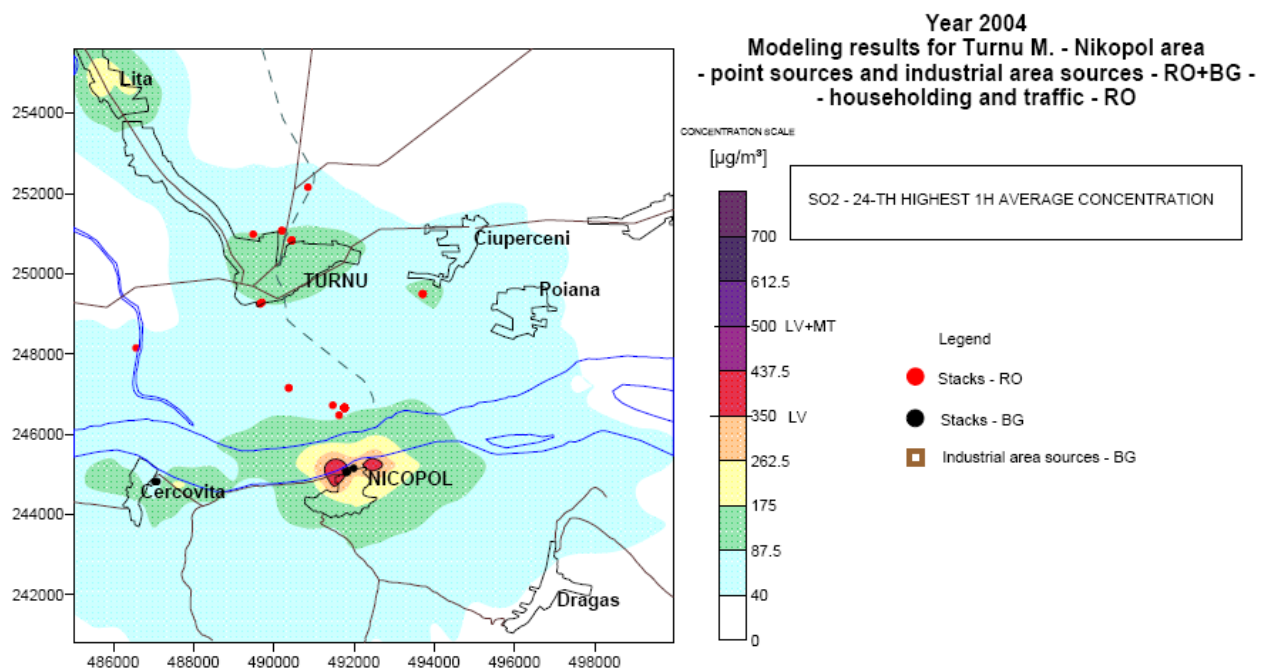 Year 2004
Modeling results for Turnu M. - Nikopol area
- point sources and industrial area sources - RO+BG -
- householding and traffic - RO
CONCENTRATION SCALE
[µg/m³]
SO2 - 24-TH HIGHEST 1H AVERAGE CONCENTRATION
700
612.5
500 LV+MT
437.5
350 LV
262.5
175
87.5
40
0
Legend
Stacks - RO
Stacks - BG
Industrial area sources - BG
Lita
Ciuperceni
TURNU
Poiana
NICOPOL
Cercovita
Dragas
254000
252000
250000
248000
246000
244000
242000
486000 488000 490000 492000 494000 496000 498000